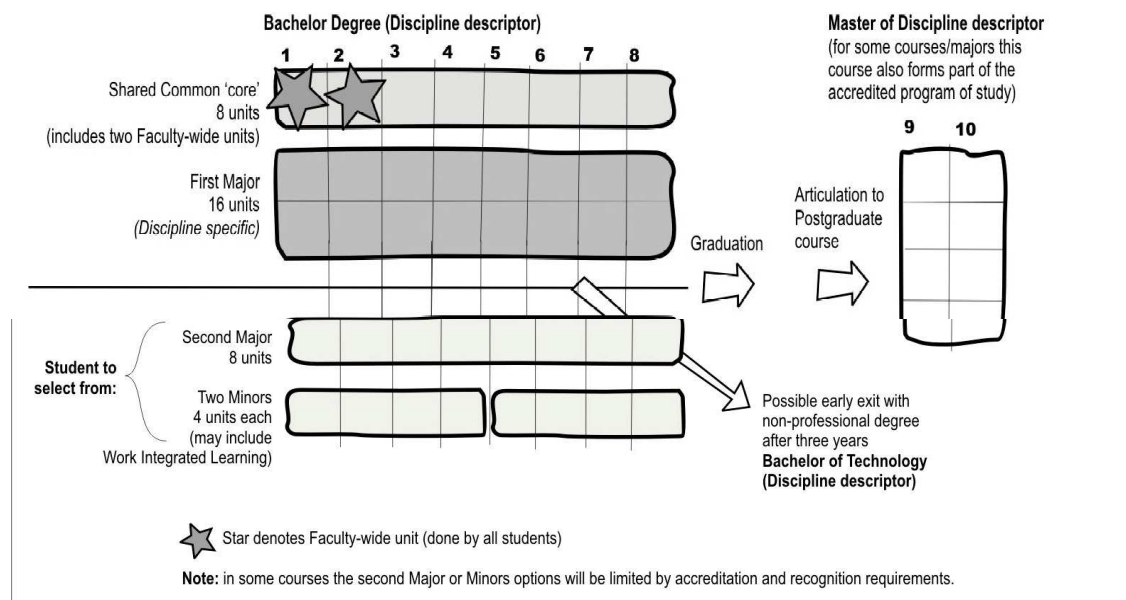 Bachelor Degree (Discipline descriptor)
1 2 3 4 5 6 7 8
Shared Common ‘core’
8 units
(includes two Faculty-wide units)
First Major
16 units
(Discipline specific)
Graduation
Articulation to
Postgraduate
course
Master of Discipline descriptor
(for some courses/majors this
course also forms part of the
accredited program of study)
9 10
Student to
select from:
Second Major
8 units
Two Minors
4 units each
(may include
Work Integrated Learning)
Possible early exit with
non-professional degree
after three years
Bachelor of Technology
(Discipline descriptor)
Star denotes Faculty-wide unit (done by all students)
Note: in some courses the second Major or Minors options will be limited by accreditation and recognition requirements.